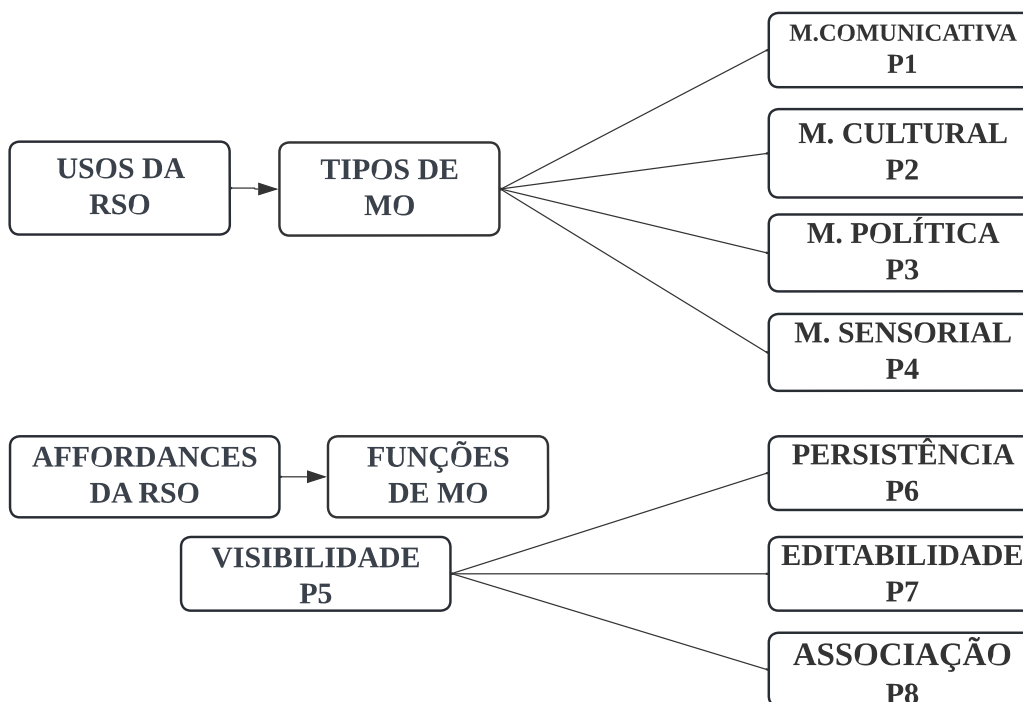 M.COMUNICATIVA
P1
M. CULTURAL
P2
USOS DA
RSO
TIPOS DE
MO
M. POLÍTICA
P3
M. SENSORIAL
P4
AFFORDANCES
DA RSO
FUNÇÕES
DE MO
PERSISTÊNCIA
P6
VISIBILIDADE
P5
EDITABILIDADE
P7
ASSOCIAÇÃO
P8